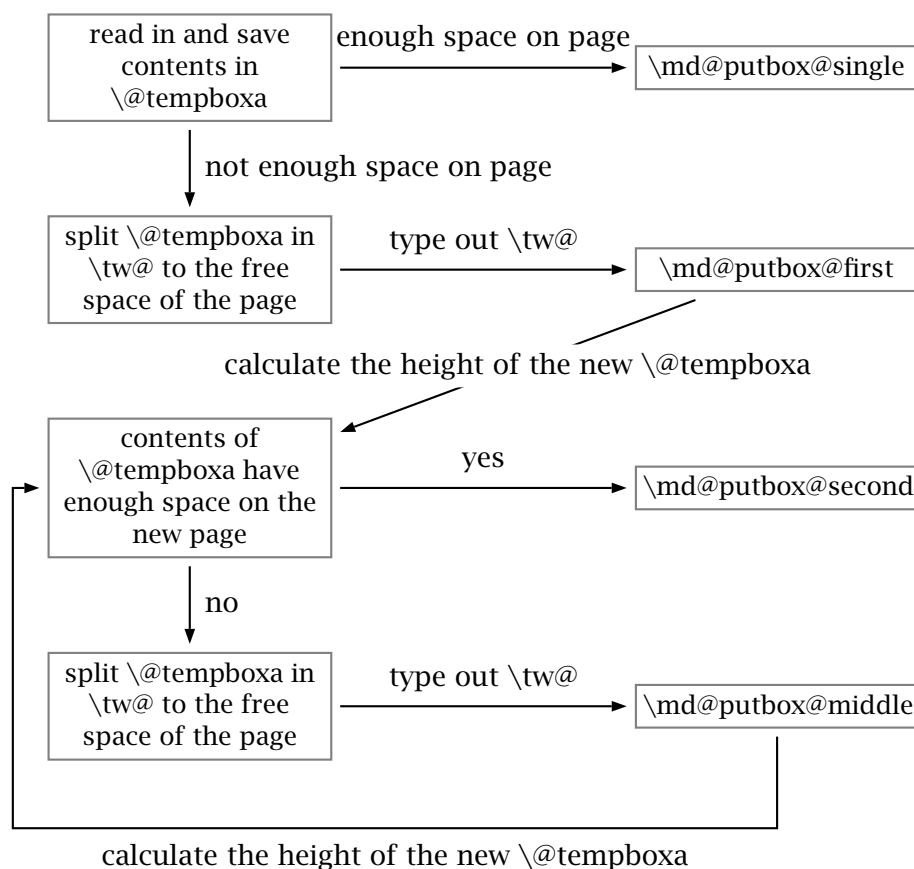 read in and save
contents in
\@tempboxa
enough space on page
\md@putbox@single
not enough space on page
split \@tempboxa in
\tw@ to the free
space of the page
type out \tw@
\md@putbox@first
calculate the height of the new \@tempboxa
contents of
\@tempboxa have
enough space on the
new page
yes
\md@putbox@second
no
split \@tempboxa in
\tw@ to the free
space of the page
type out \tw@
\md@putbox@middle
calculate the height of the new \@tempboxa